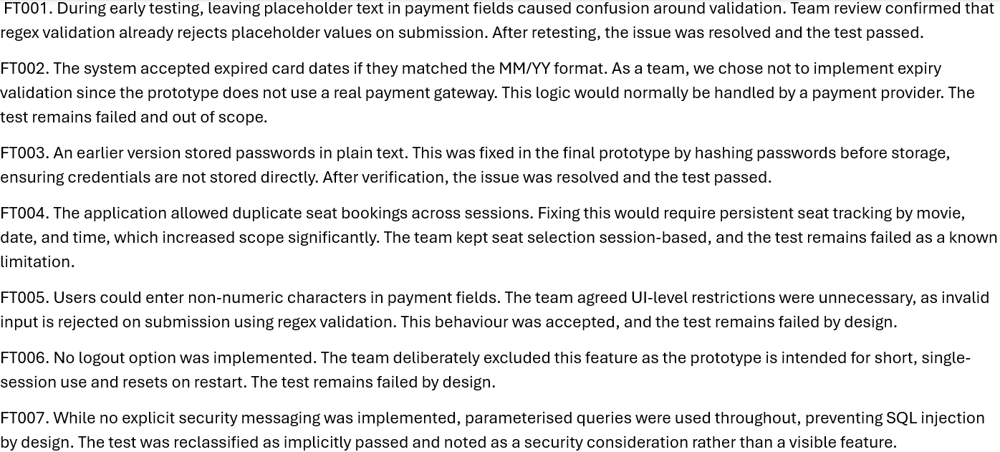 FT001. During early testing, leaving placeholder text in payment fields caused confusion around validation. Team review confirmed that
regex validation already rejects placeholder values on submission. After retesting, the issue was resolved and the test passed.
FT002. The system accepted expired card dates if they matched the MM/YY format. As a team, we chose not to implement expiry
validation since the prototype does not use a real payment gateway. This logic would normally be handled by a payment provider. The
test remains failed and out of scope.
FT003. An earlier version stored passwords in plain text. This was fixed in the final prototype by hashing passwords before storage,
ensuring credentials are not stored directly. After verification, the issue was resolved and the test passed.
FT004. The application allowed duplicate seat bookings across sessions. Fixing this would require persistent seat tracking by movie,
date, and time, which increased scope significantly. The team kept seat selection session-based, and the test remains failed as a known
limitation.
FT005. Users could enter non-numeric characters in payment fields. The team agreed UI-level restrictions were unnecessary, as invalid
input is rejected on submission using regex validation. This behaviour was accepted, and the test remains failed by design.
FT006. No logout option was implemented. The team deliberately excluded this feature as the prototype is intended for short, single-
session use and resets on restart. The test remains failed by design.
FT007. While no explicit security messaging was implemented, parameterised queries were used throughout, preventing SQL injection
by design. The test was reclassified as implicitly passed and noted as a security consideration rather than a visible feature.